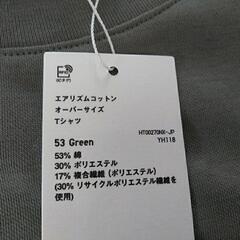 エアリズムコットン
オーバーサイズ
Tシャツ
HT00270NX-JP
53 Green
YH118
53% 綿
30% ポリエステル
17% 複合繊維 (ポリエステル)
(30% リサイクルポリエステル繊維を
使用)